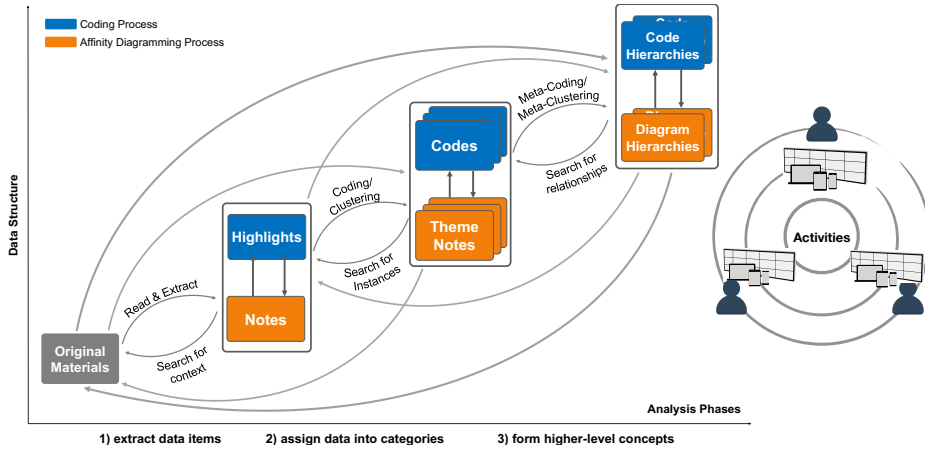 Coding Process
Affinity Diagramming Process
Data Structure
Code
Code
Hierarchies
Diagram
Hierarchies
Meta-Coding/
Meta-Clustering
Search for
relationships
Codes
Theme
Notes
Coding/
Clustering
Search for
Instances
Highlights
Notes
Read & Extract
Search for
context
Original
Materials
Activities
Analysis Phases
1) extract data items
2) assign data into categories
3) form higher-level concepts